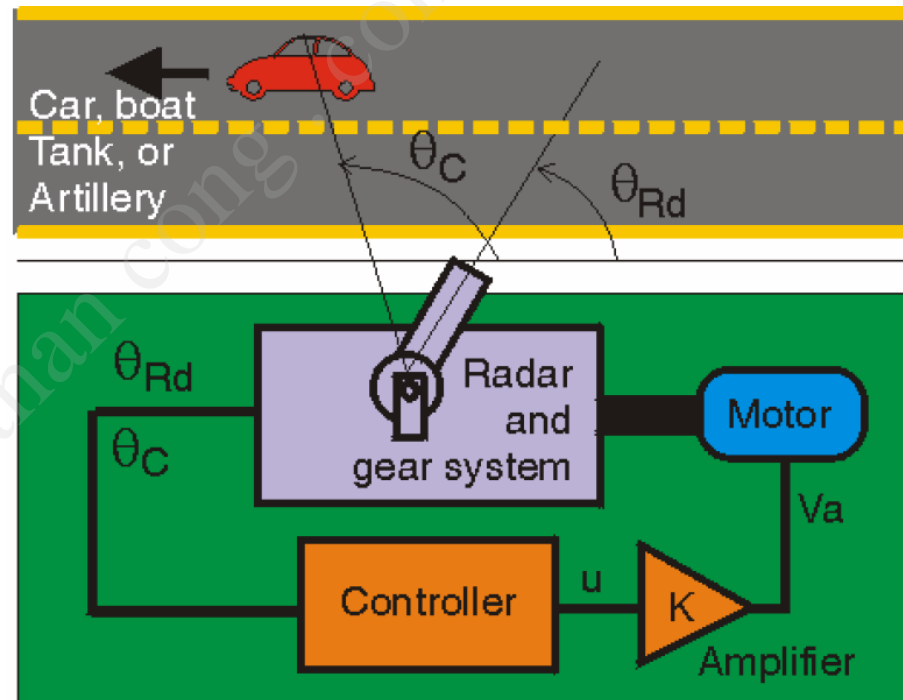 Car, boat
Tank, or
Artillery
θC
θRd
θRd
θC
Radar
and
gear system
Motor
Va
Controller
u
K
Amplifier